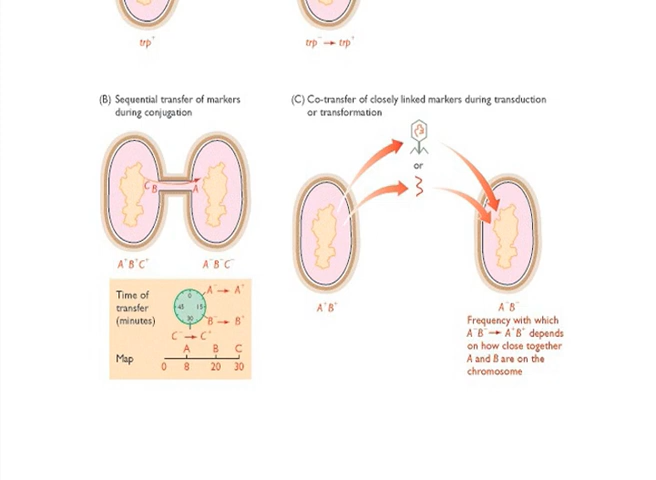 trp⁺
trp⁻ → trp⁺
(B) Sequential transfer of markers
during conjugation
(C) Co-transfer of closely linked markers during transduction
or transformation
C B A
or
A⁺B⁺C⁺
A⁻B⁻C⁻
A⁺B⁺
A⁻B⁻
Time of
transfer
(minutes)
0
15
30
45
A⁻ → A⁺
B⁻ → B⁺
C⁻ → C⁺
Map
A B C
0 8 20 30
Frequency with which
A⁻B⁻ → A⁺B⁺ depends
on how close together
A and B are on the
chromosome